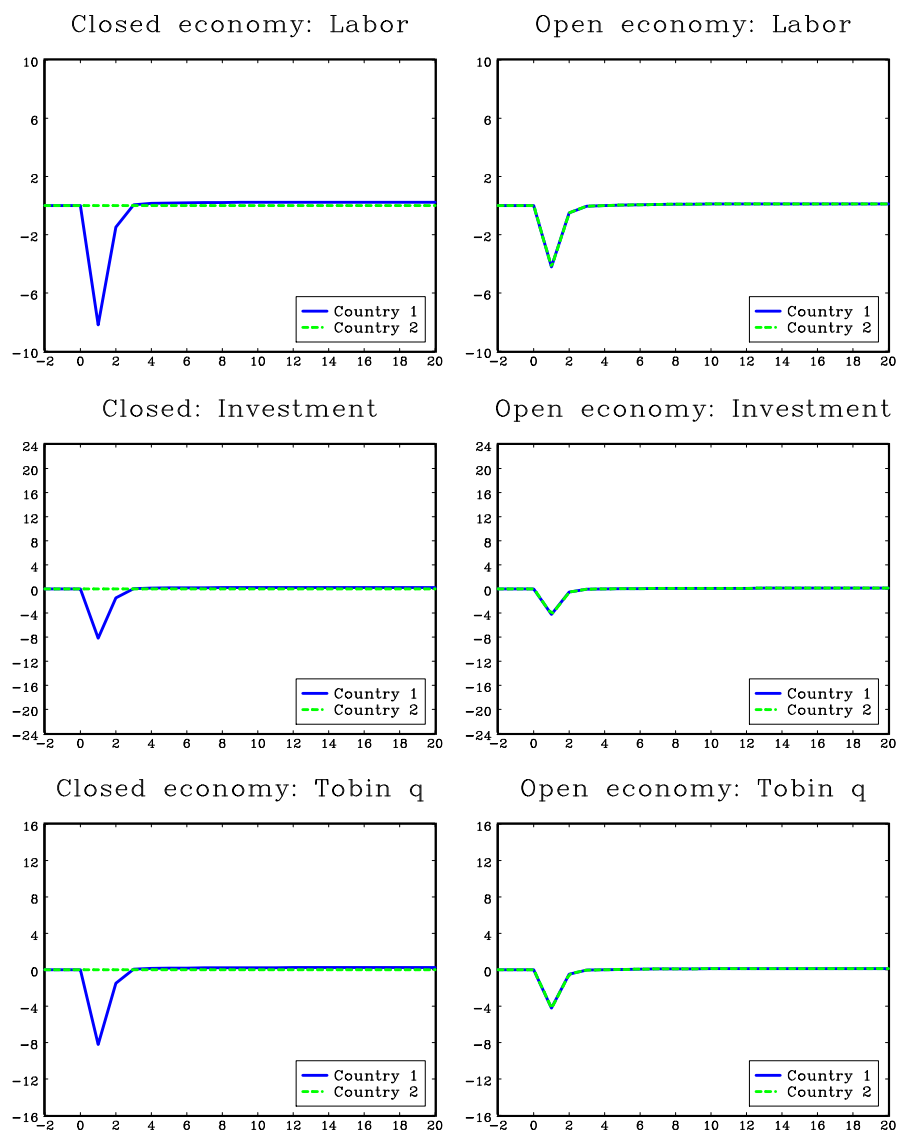 Closed economy: Labor
10
6
2
-2
-6
-10
-2 0 2 4 6 8 10 12 14 16 18 20
Country 1
Country 2
Open economy: Labor
10
6
2
-2
-6
-10
-2 0 2 4 6 8 10 12 14 16 18 20
Country 1
Country 2
Closed: Investment
24
20
16
12
8
4
0
-4
-8
-12
-16
-20
-24
-2 0 2 4 6 8 10 12 14 16 18 20
Country 1
Country 2
Open economy: Investment
24
20
16
12
8
4
0
-4
-8
-12
-16
-20
-24
-2 0 2 4 6 8 10 12 14 16 18 20
Country 1
Country 2
Closed economy: Tobin q
16
12
8
4
0
-4
-8
-12
-16
-2 0 2 4 6 8 10 12 14 16 18 20
Country 1
Country 2
Open economy: Tobin q
16
12
8
4
0
-4
-8
-12
-16
-2 0 2 4 6 8 10 12 14 16 18 20
Country 1
Country 2